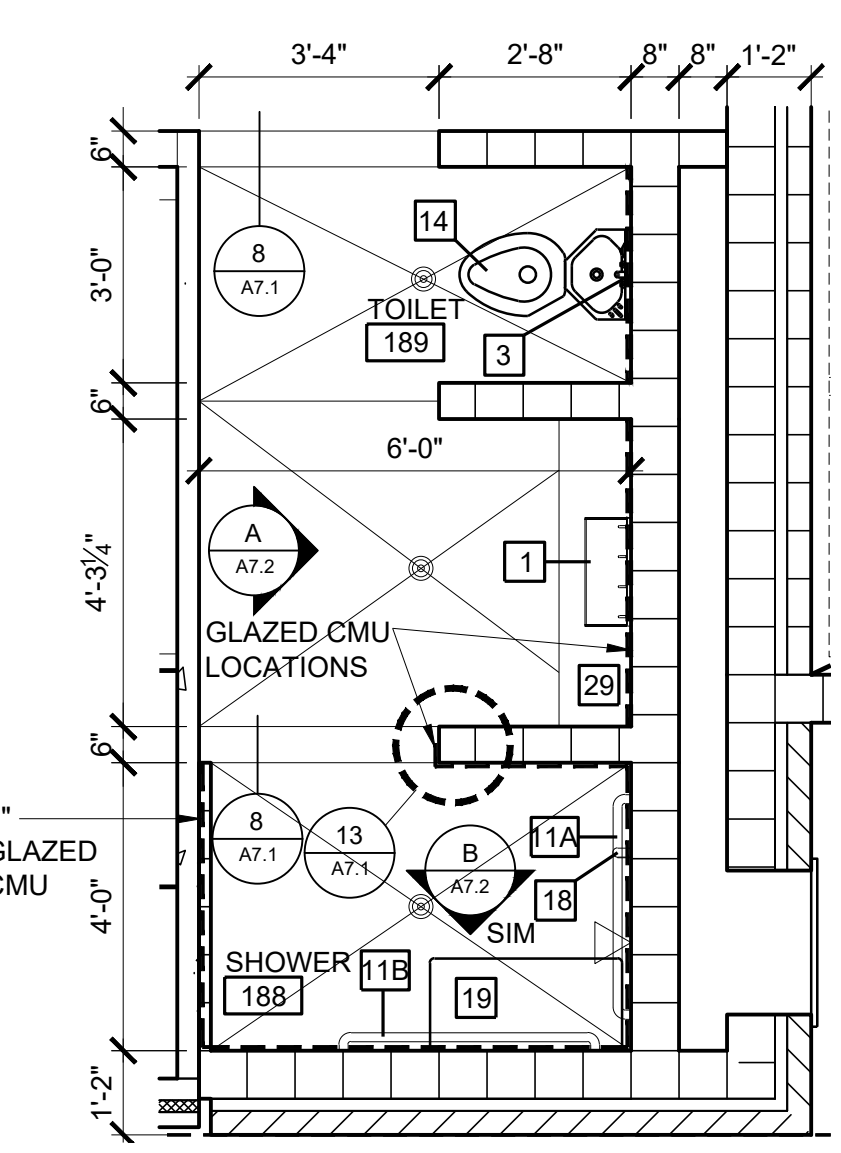 3'-4"
2'-8"
8"
8"
1'-2"
6"
3'-0"
6"
4'-3¼"
6"
4'-0"
1'-2"
8
A7.1
14
TOILET
189
3
6'-0"
A
A7.2
1
GLAZED CMU
LOCATIONS
29
"
GLAZED
CMU
8
A7.1
13
A7.1
B
A7.2
SIM
11A
18
SHOWER
188
11B
19